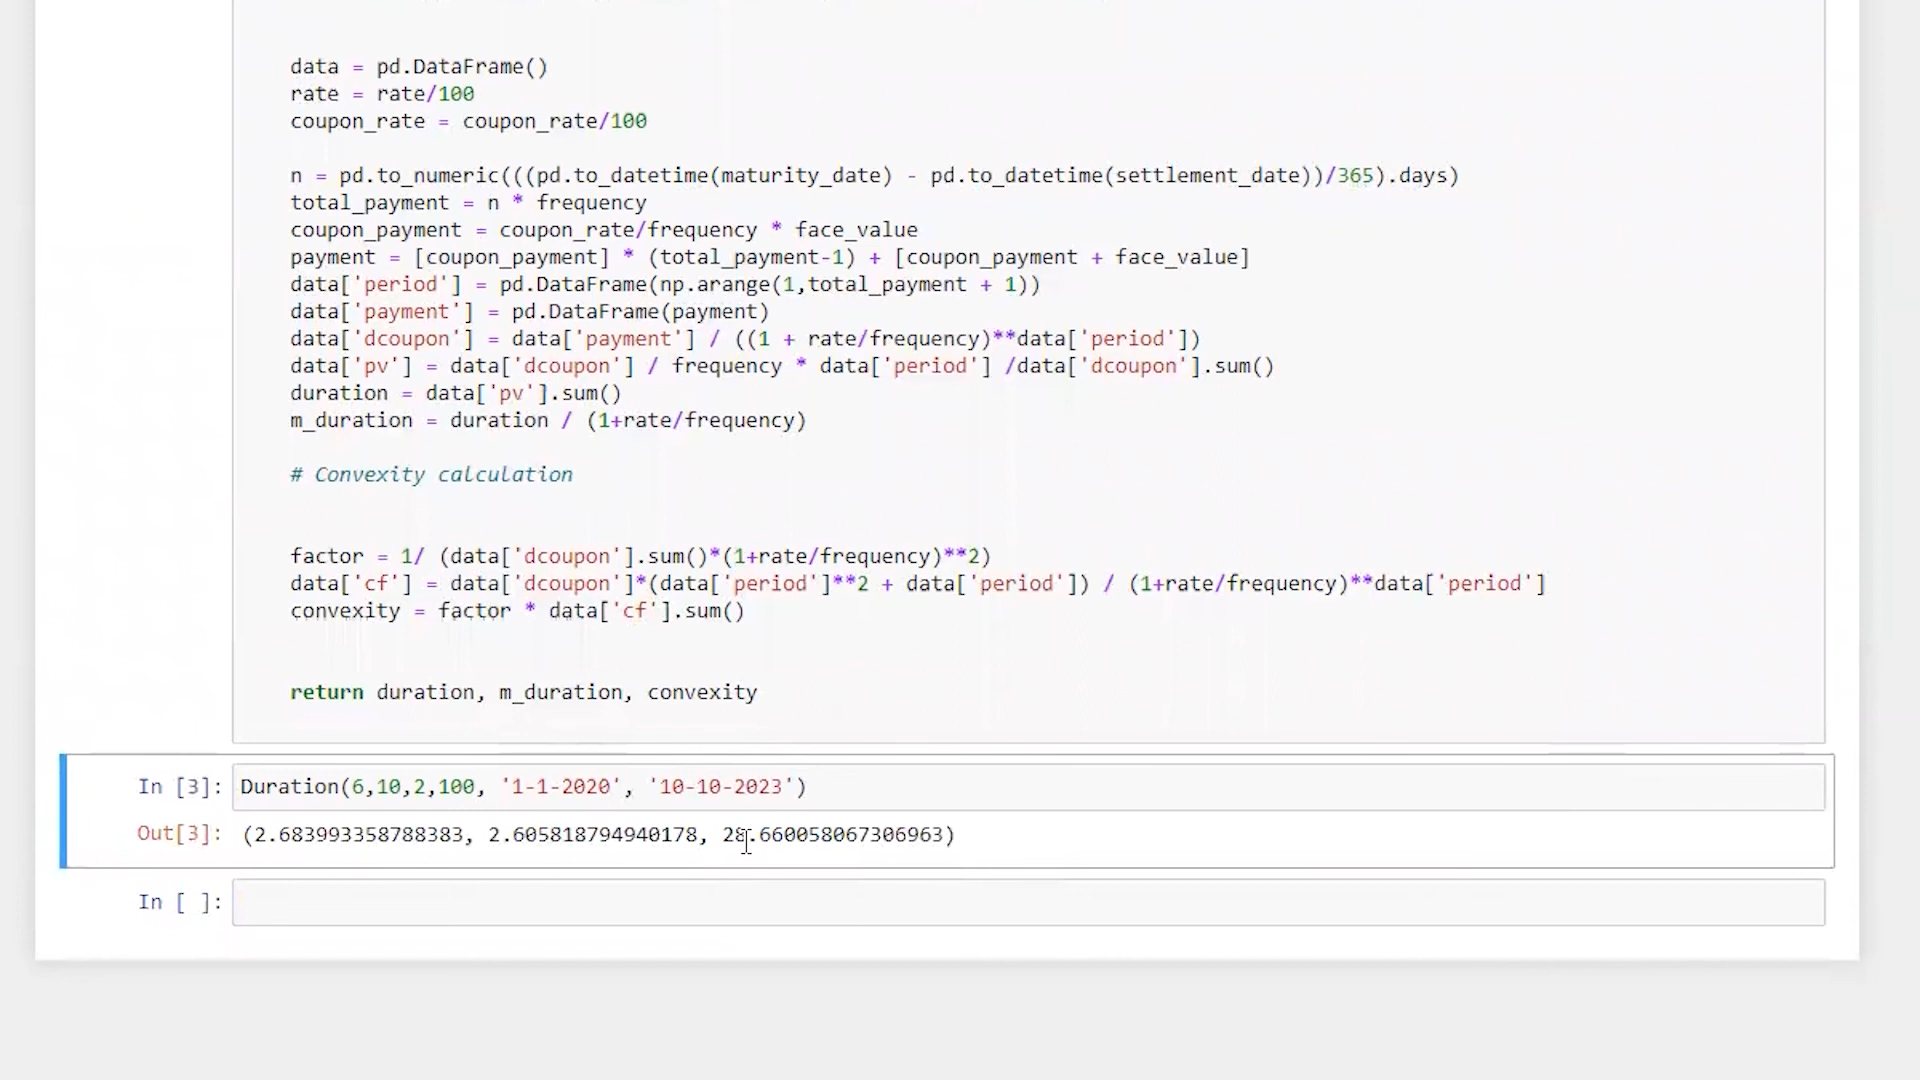 data = pd.DataFrame()
rate = rate/100
coupon_rate = coupon_rate/100
n = pd.to_numeric(((pd.to_datetime(maturity_date) - pd.to_datetime(settlement_date))/365).days)
total_payment = n * frequency
coupon_payment = coupon_rate/frequency * face_value
payment = [coupon_payment] * (total_payment-1) + [coupon_payment + face_value]
data['period'] = pd.DataFrame(np.arange(1,total_payment + 1))
data['payment'] = pd.DataFrame(payment)
data['dcoupon'] = data['payment'] / ((1 + rate/frequency)**data['period'])
data['pv'] = data['dcoupon'] / frequency * data['period'] /data['dcoupon'].sum()
duration = data['pv'].sum()
m_duration = duration / (1+rate/frequency)
# Convexity calculation
factor = 1/ (data['dcoupon'].sum()*(1+rate/frequency)**2)
data['cf'] = data['dcoupon']*(data['period']**2 + data['period']) / (1+rate/frequency)**data['period']
convexity = factor * data['cf'].sum()
return duration, m_duration, convexity
In [3]: Duration(6,10,2,100, '1-1-2020', '10-10-2023')
Out[3]: (2.683993358788383, 2.605818794940178, 28.660058067306963)
In [ ]: